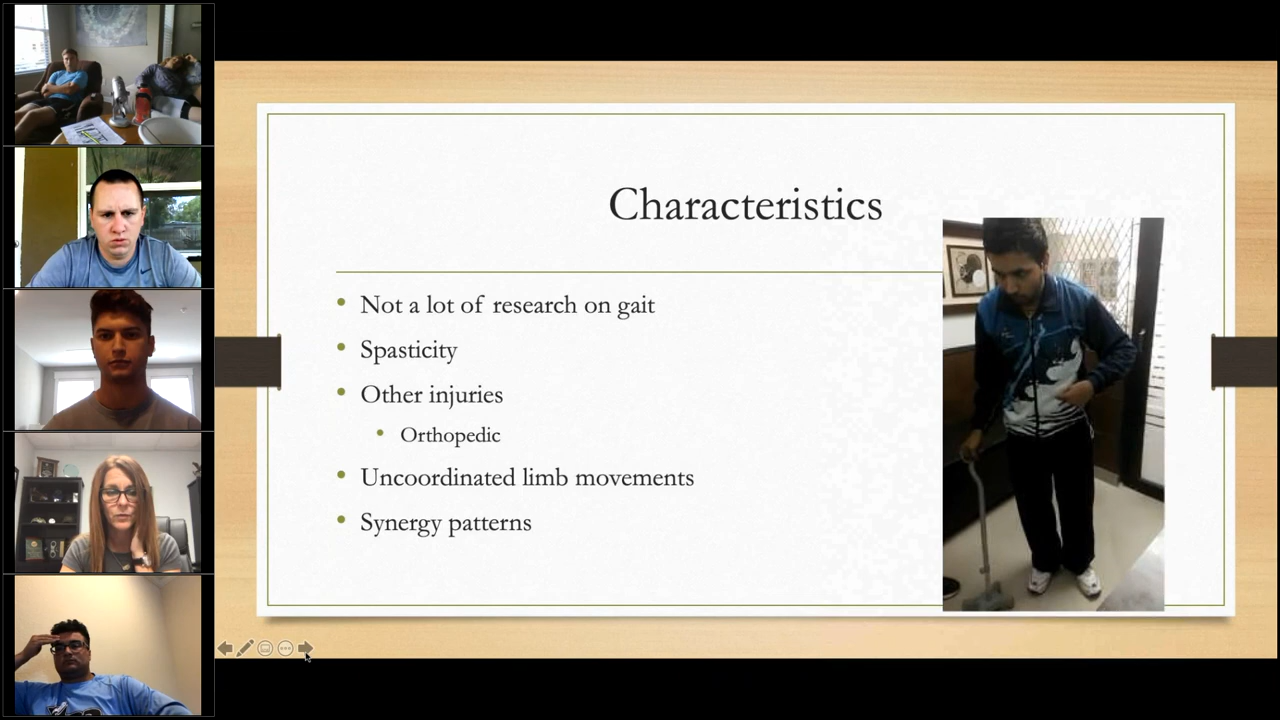 Characteristics
Not a lot of research on gait
Spasticity
Other injuries
Orthopedic
Uncoordinated limb movements
Synergy patterns